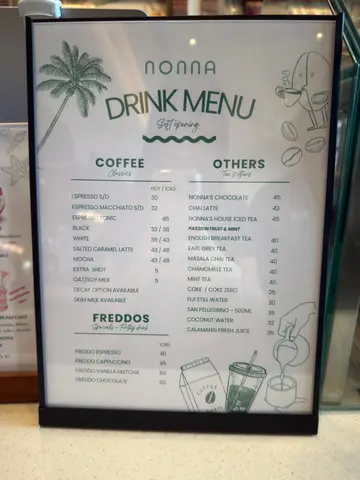 NONNA
DRINK MENU
Soft opening
COFFEE
Classics
HOT / ICED
ESPRESSO S/D 30
ESPRESSO MACCHIATO S/D 32
ESPRESSO TONIC 45
BLACK 33 / 38
WHITE 38 / 43
SALTED CARAMEL LATTE 43 / 48
MOCHA 43 / 48
EXTRA SHOT 5
OAT/SOY MILK 5
DECAF OPTION AVAILABLE
SKIM MILK AVAILABLE
FREDDOS
ICED
FREDDO ESPRESSO 40
FREDDO CAPPUCCINO 45
FREDDO VANILLA MATCHA 50
FREDDO CHOCOLATE 50
OTHERS
Tea & others
NONNA'S CHOCOLATE 45
CHAI LATTE 43
NONNA'S HOUSE ICED TEA 45
PASSION FRUIT & MINT
ENGLISH BREAKFAST TEA 40
EARL GREY TEA 40
MASALA CHAI TEA 40
CHAMOMILE TEA 40
MINT TEA 40
COKE / COKE ZERO 25
FIJI STILL WATER 30
SAN PELLEGRINO - 500ML 35
COCONUT WATER 32
CALAMANSI FRESH JUICE 35
COFFEE